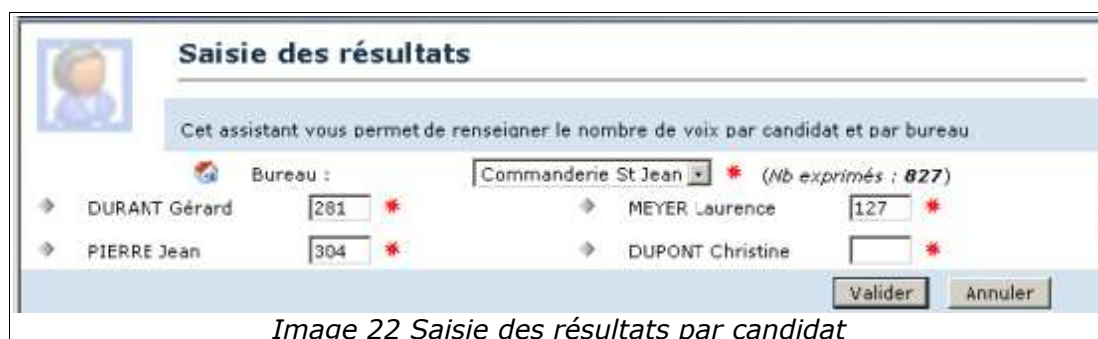 Saisie des résultats
Cet assistant vous permet de renseigner le nombre de voix par candidat et par bureau
Bureau : Commanderie St Jean * (Nb exprimés : 827)
DURANT Gérard 281 * MEYER Laurence 127 *
PIERRE Jean 304 * DUPONT Christine *
Valider Annuler
Image 22 Saisie des résultats par candidat